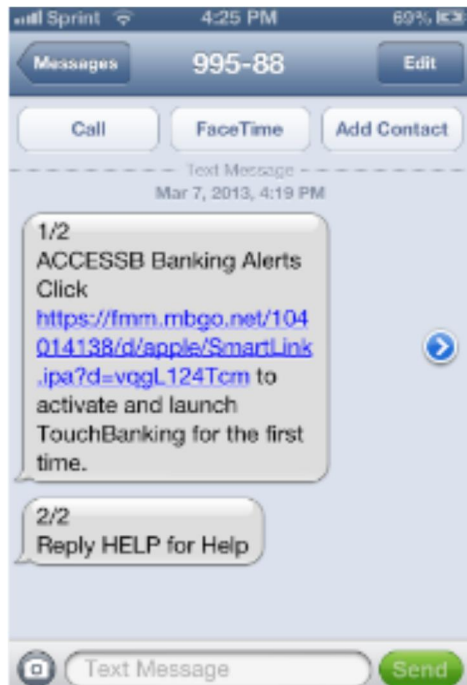 Sprint 4:25 PM 69%
Messages 995-88 Edit
Call FaceTime Add Contact
Text Message
Mar 7, 2013, 4:19 PM
1/2
ACCESSB Banking Alerts
Click
https://fmm.mbgo.net/104
014138/d/apple/SmartLink
.ipa?d=vqgL124Tcm to
activate and launch
TouchBanking for the first
time.
2/2
Reply HELP for Help
Text Message Send